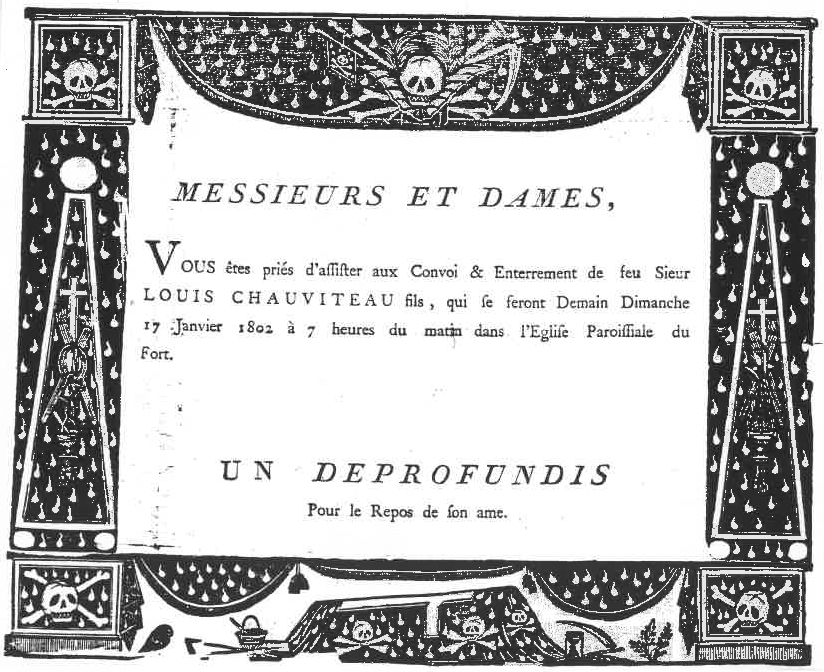 MESSIEURS ET DAMES,
VOUS êtes priés d'aſſiſter aux Convoi & Enterrement de feu Sieur
LOUIS CHAUVITEAU fils, qui ſe feront Demain Dimanche
17 Janvier 1802 à 7 heures du matin dans l'Egliſe Paroiſſiale du
Fort.
UN DEPROFUNDIS
Pour le Repos de ſon ame.